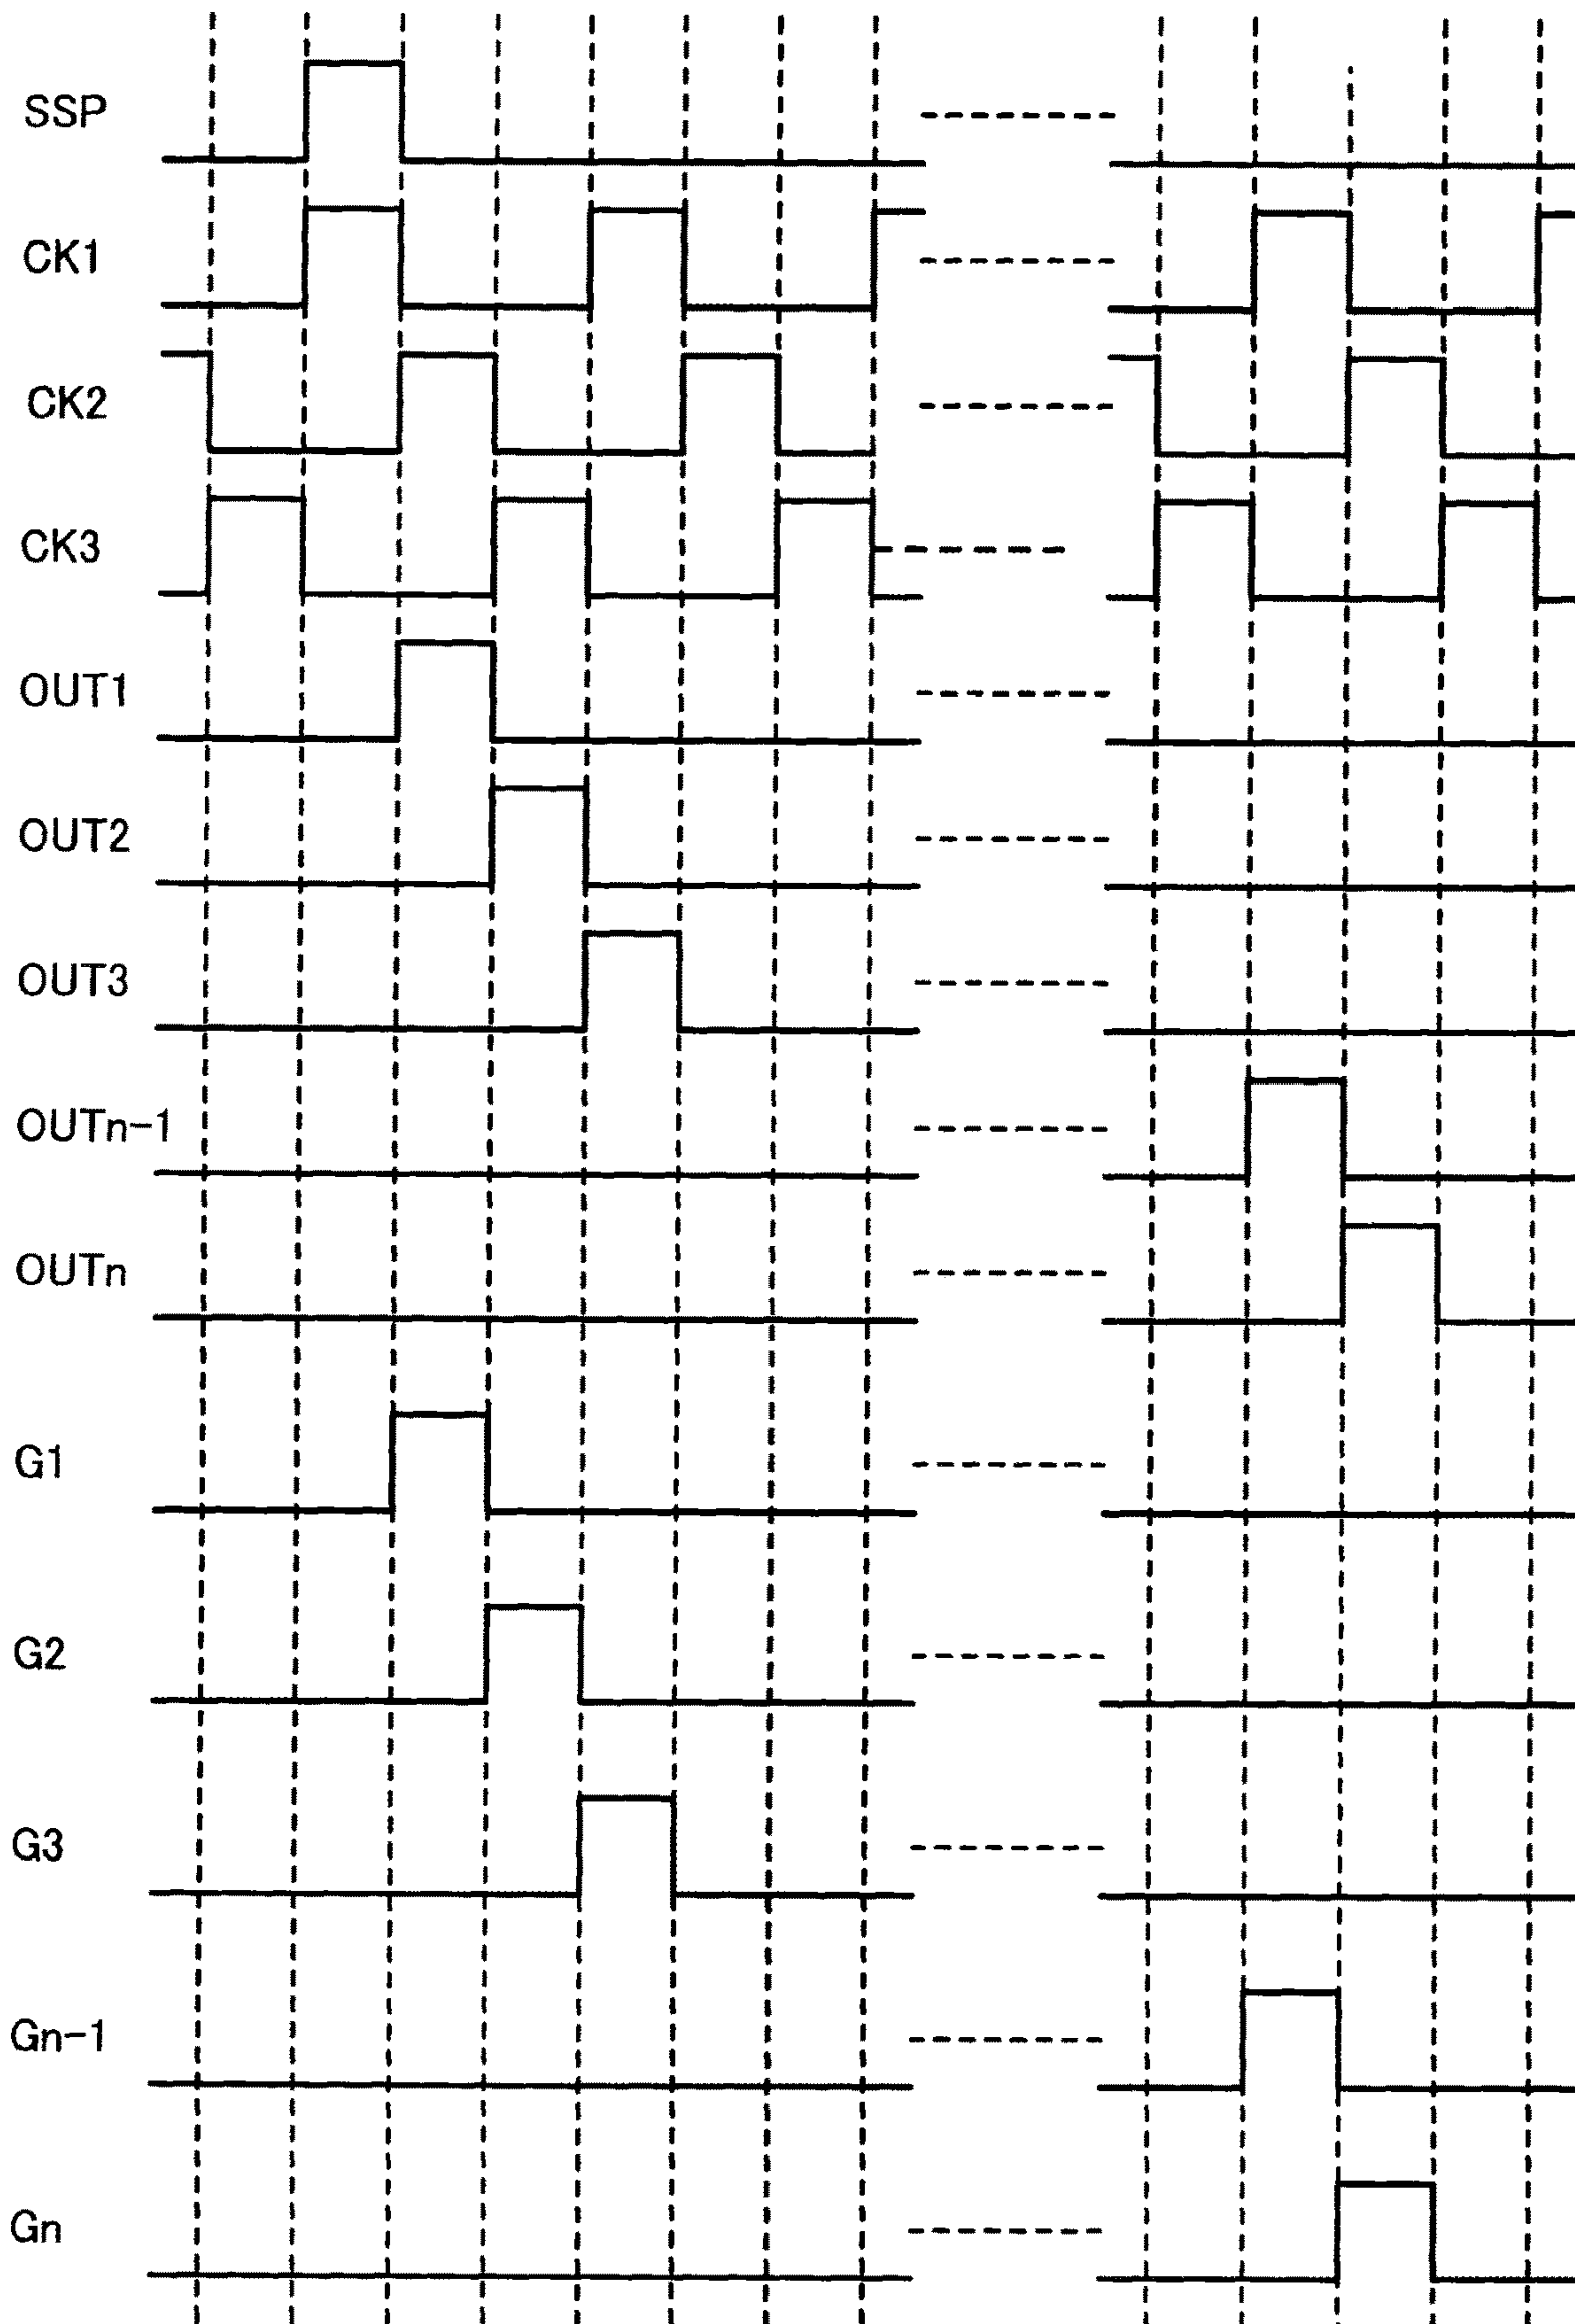 SSP
CK1
CK2
CK3
OUT1
OUT2
OUT3
OUTn-1
OUTn
G1
G2
G3
Gn-1
Gn